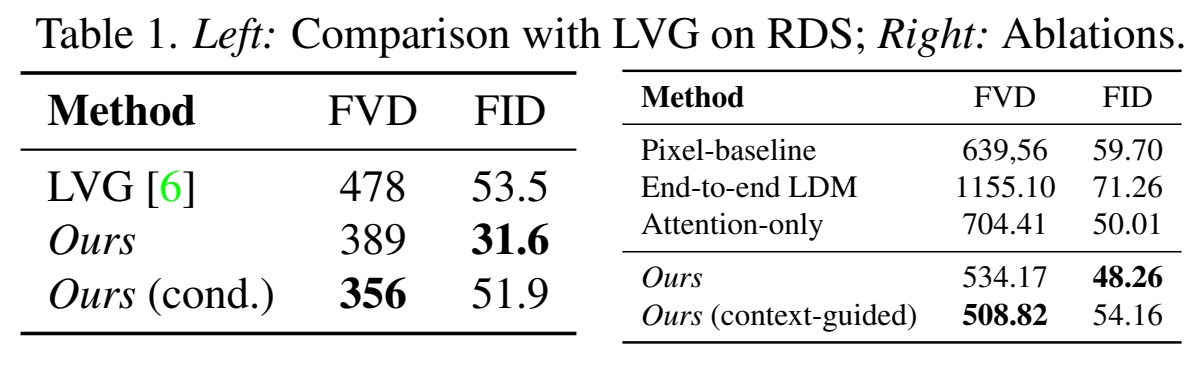 Table 1. Left: Comparison with LVG on RDS; Right: Ablations.
Method FVD FID
LVG [6] 478 53.5
Ours 389 31.6
Ours (cond.) 356 51.9
Method FVD FID
Pixel-baseline 639,56 59.70
End-to-end LDM 1155.10 71.26
Attention-only 704.41 50.01
Ours 534.17 48.26
Ours (context-guided) 508.82 54.16